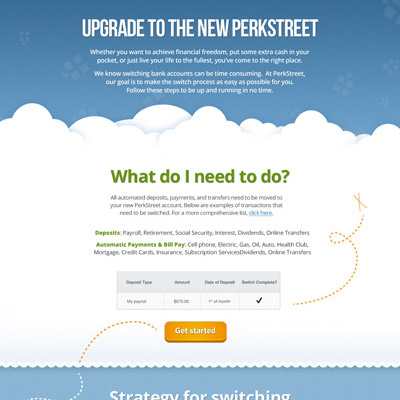 UPGRADE TO THE NEW PERKSTREET
Whether you want to achieve financial freedom, put some extra cash in your
pocket, or just live your life to the fullest, you've come to the right place.
We know switching bank accounts can be time consuming. At PerkStreet,
our goal is to make the switch process as easy as possible for you.
Follow these steps to be up and running in no time.
What do I need to do?
All automated deposits, payments, and transfers need to be moved to
your new PerkStreet account. Below are examples of transactions that
need to be switched. For a more comprehensive list, click here.
Deposits: Payroll, Retirement, Social Security, Interest, Dividends, Online Transfers
Automatic Payments & Bill Pay: Cell phone, Electric, Gas, Oil, Auto, Health Club,
Mortgage, Credit Cards, Insurance, Subscription ServicesDividends, Online Transfers
Deposit Type Amount Date of Deposit Switch Complete?
My payroll $875.00 1st of month ✔
Get started
Strategy for switching